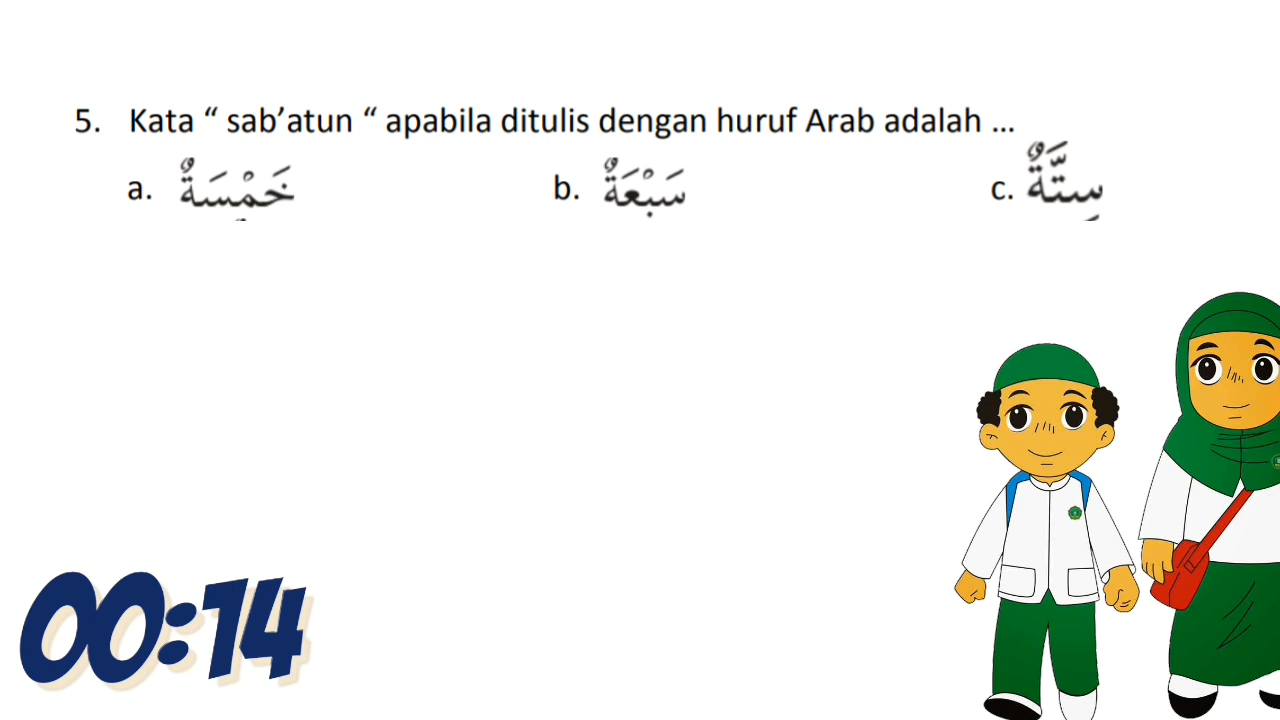 5. Kata “ sab’atun “ apabila ditulis dengan huruf Arab adalah ...
a. خَمْسَةٌ b. سَبْعَةٌ c. سِتَّةٌ
00:14